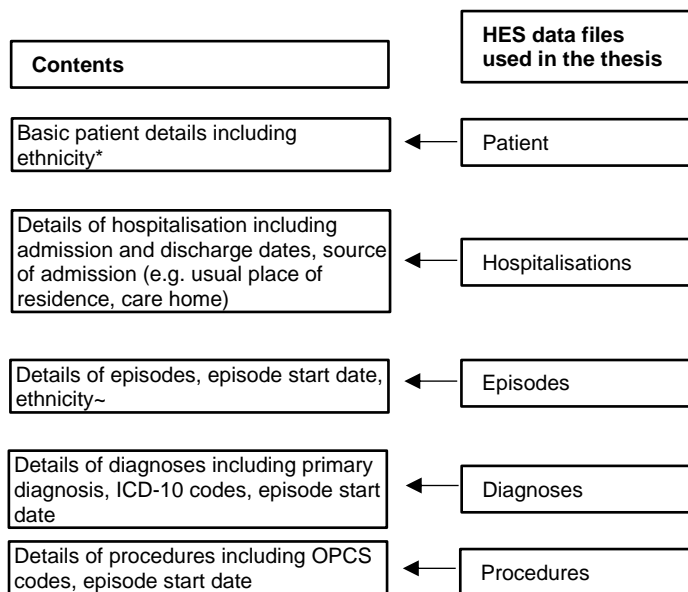 Contents
HES data files
used in the thesis
Basic patient details including
ethnicity*
Patient
Details of hospitalisation including
admission and discharge dates, source
of admission (e.g. usual place of
residence, care home)
Hospitalisations
Details of episodes, episode start date,
ethnicity~
Episodes
Details of diagnoses including primary
diagnosis, ICD-10 codes, episode start
date
Diagnoses
Details of procedures including OPCS
codes, episode start date
Procedures